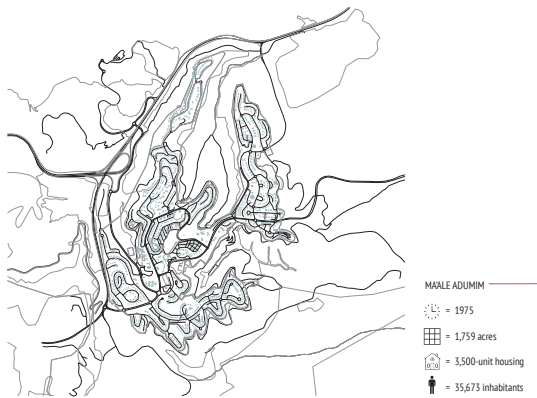 MA'ALE ADUMIM
= 1975
= 1,759 acres
= 3,500-unit housing
= 35,673 inhabitants